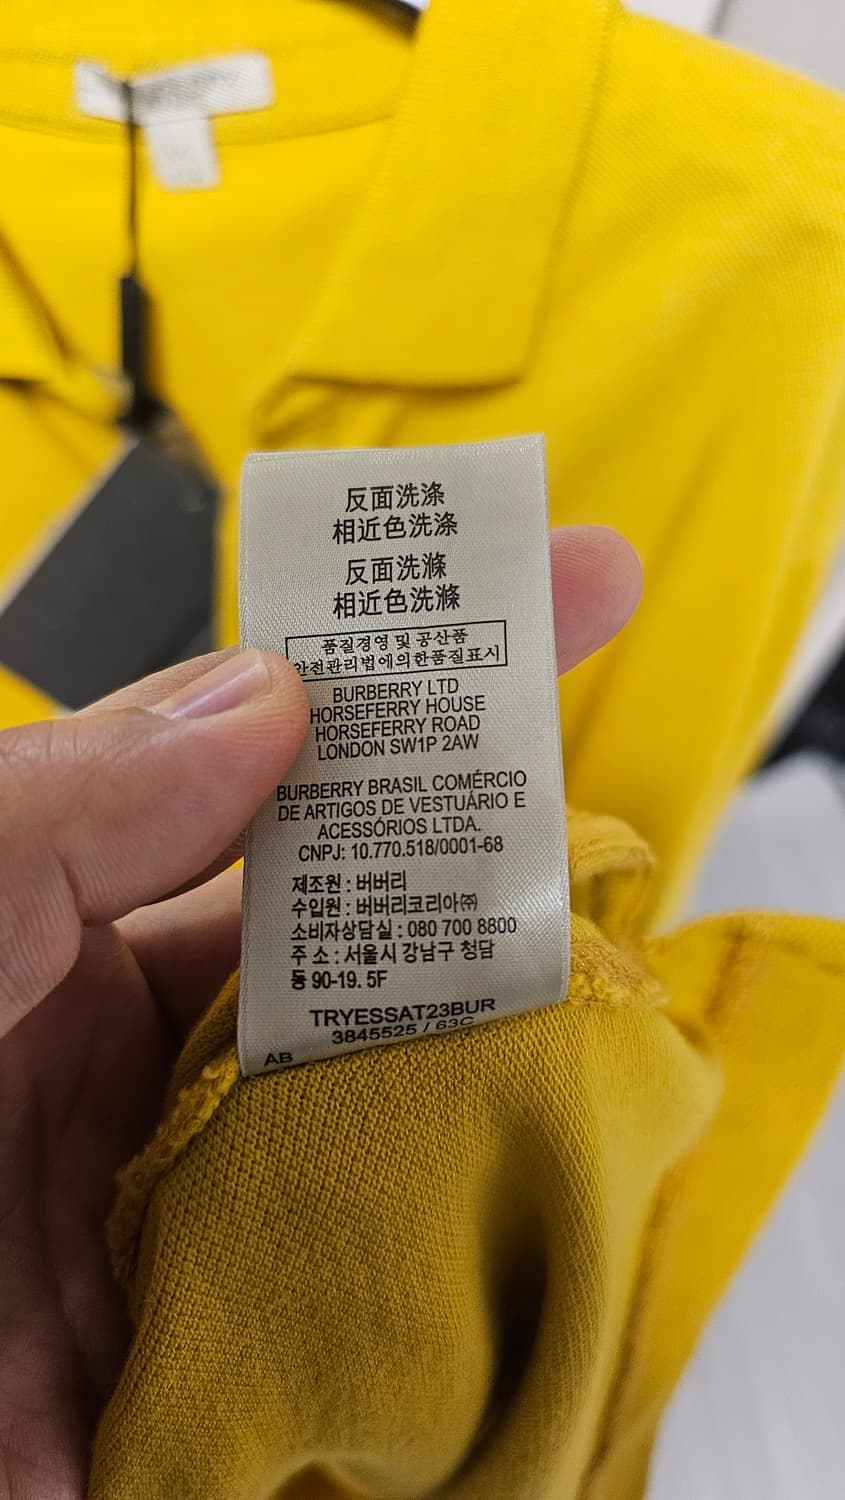 反面洗涤
相近色洗涤
反面洗滌
相近色洗滌
품질경영 및 공산품
안전관리법에의한품질표시
BURBERRY LTD
HORSEFERRY HOUSE
HORSEFERRY ROAD
LONDON SW1P 2AW
BURBERRY BRASIL COMÉRCIO
DE ARTIGOS DE VESTUÁRIO E
ACESSÓRIOS LTDA.
CNPJ: 10.770.518/0001-68
제조원 : 버버리
수입원 : 버버리코리아㈜
소비자상담실 : 080 700 8800
주 소 : 서울시 강남구 청담
동 90-19. 5F
TRYESSAT23BUR
3845525 / 63C
AB